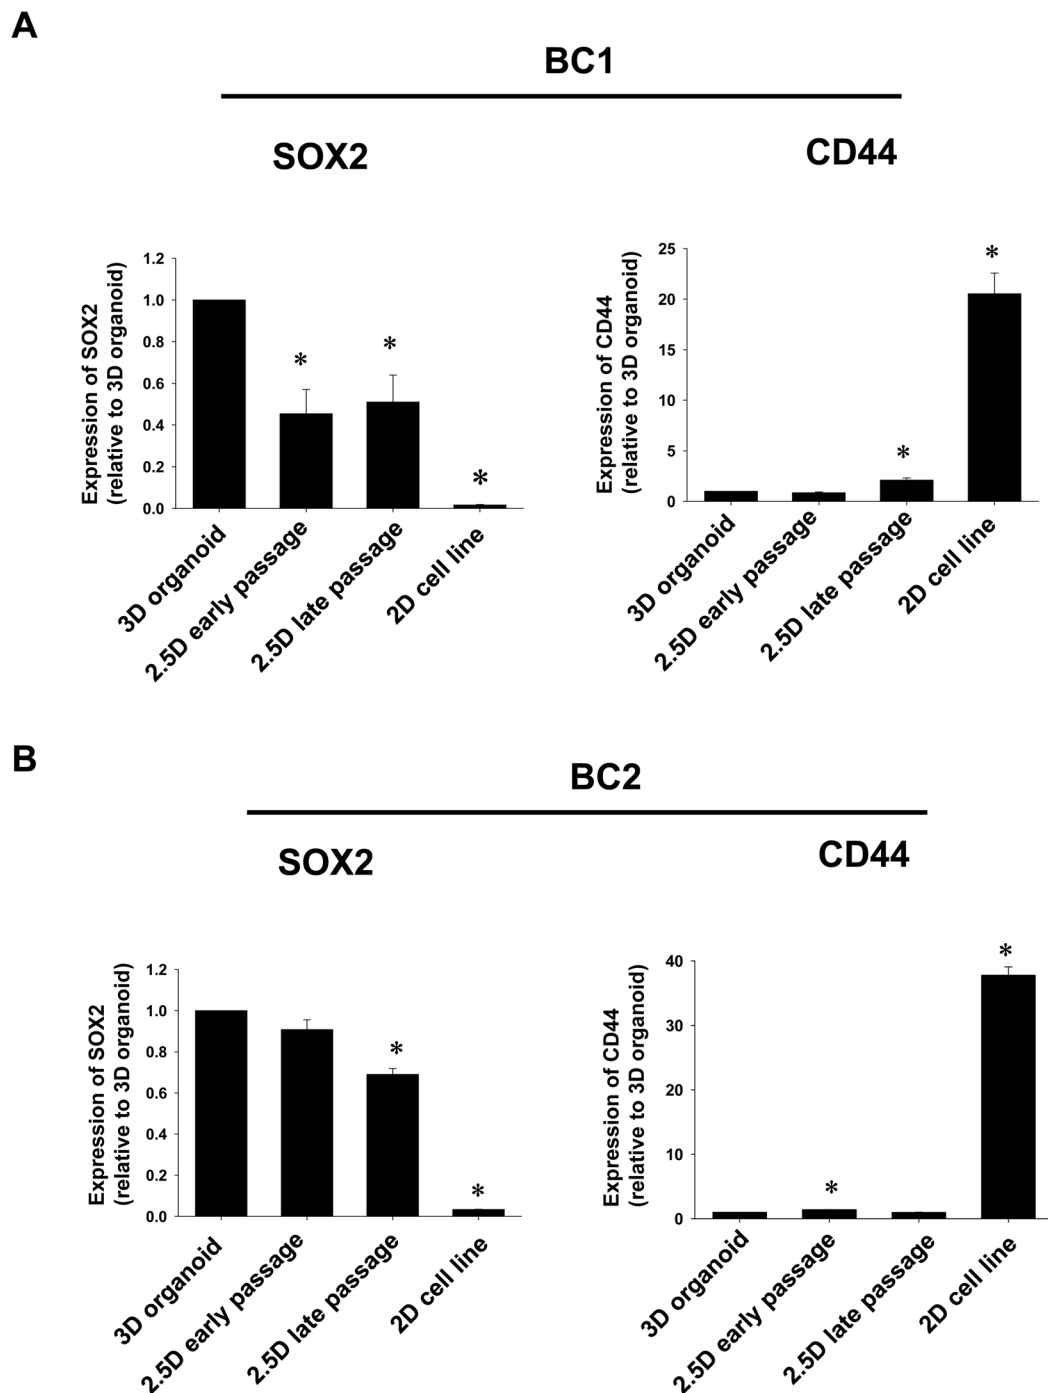 A
BC1
SOX2
CD44
Expression of SOX2
(relative to 3D organoid)
1.2
1.0
0.8
0.6
0.4
0.2
0.0
*
*
*
3D organoid
2.5D early passage
2.5D late passage
2D cell line
Expression of CD44
(relative to 3D organoid)
25
20
15
10
5
0
*
*
3D organoid
2.5D early passage
2.5D late passage
2D cell line
B
BC2
SOX2
CD44
Expression of SOX2
(relative to 3D organoid)
1.2
1.0
0.8
0.6
0.4
0.2
0.0
*
*
3D organoid
2.5D early passage
2.5D late passage
2D cell line
Expression of CD44
(relative to 3D organoid)
40
30
20
10
0
*
*
3D organoid
2.5D early passage
2.5D late passage
2D cell line